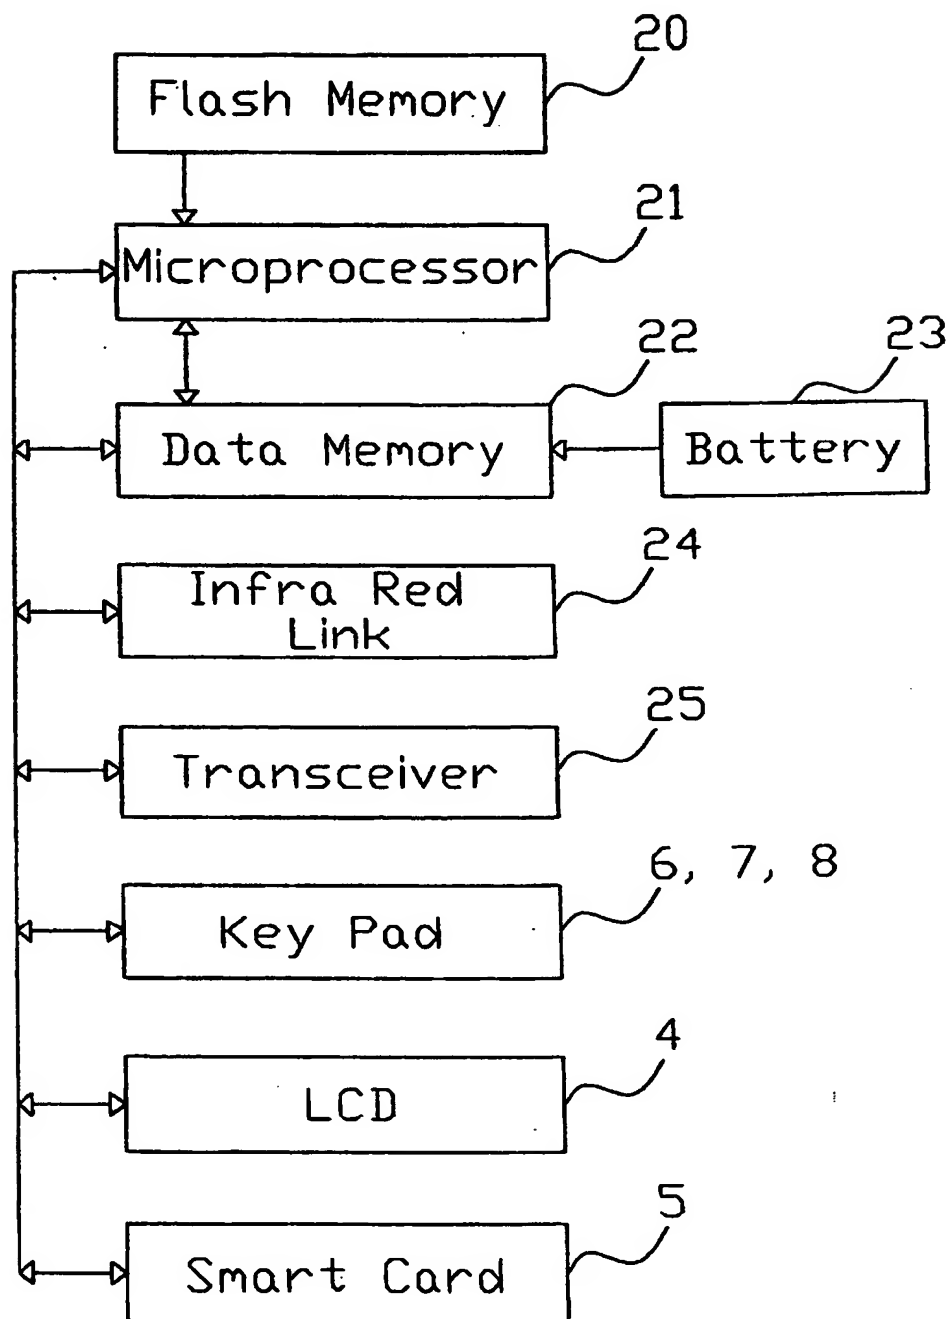 20
Flash Memory
21
Microprocessor
22
23
Data Memory
Battery
24
Infra Red
Link
25
Transceiver
6, 7, 8
Key Pad
4
LCD
5
Smart Card